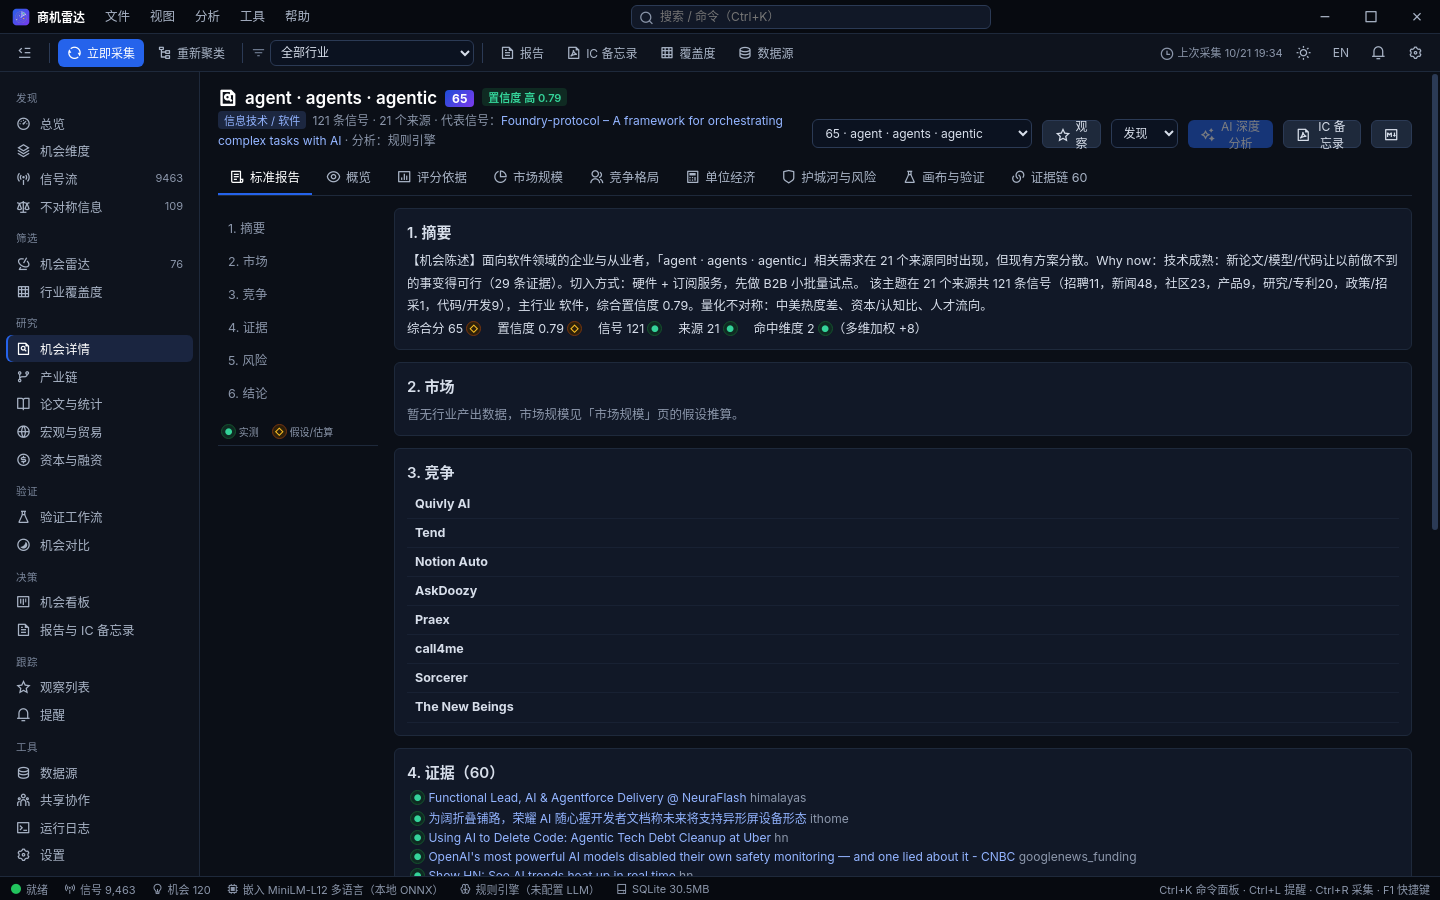 商机雷达 文件 视图 分析 工具 帮助 搜索 / 命令（Ctrl+K）
立即采集 重新聚类 全部行业 报告 IC 备忘录 覆盖度 数据源 上次采集 10/21 19:34 EN
发现
总览
机会维度
信号流 9463
不对称信息 109
筛选
机会雷达 76
行业覆盖度
研究
机会详情
产业链
论文与统计
宏观与贸易
资本与融资
验证
验证工作流
机会对比
决策
机会看板
报告与 IC 备忘录
跟踪
观察列表
提醒
工具
数据源
共享协作
运行日志
设置
agent · agents · agentic 65 置信度 高 0.79
信息技术 / 软件 121 条信号 · 21 个来源 · 代表信号：Foundry-protocol – A framework for orchestrating
complex tasks with AI · 分析：规则引擎
65 · agent · agents · agentic 观察 发现 AI 深度分析 IC 备忘录
标准报告 概览 评分依据 市场规模 竞争格局 单位经济 护城河与风险 画布与验证 证据链 60
1. 摘要
2. 市场
3. 竞争
4. 证据
5. 风险
6. 结论
实测 假设/估算
1. 摘要
【机会陈述】面向软件领域的企业与从业者，「agent · agents · agentic」相关需求在 21 个来源同时出现，但现有方案分散。Why now：技术成熟：新论文/模型/代码让以前做不到
的事变得可行（29 条证据）。切入方式：硬件 + 订阅服务，先做 B2B 小批量试点。 该主题在 21 个来源共 121 条信号（招聘11，新闻48，社区23，产品9，研究/专利20，政策/招
采1，代码/开发9），主行业 软件，综合置信度 0.79。量化不对称：中美热度差、资本/认知比、人才流向。
综合分 65 置信度 0.79 信号 121 来源 21 命中维度 2 （多维加权 +8）
2. 市场
暂无行业产出数据，市场规模见「市场规模」页的假设推算。
3. 竞争
Quivly AI
Tend
Notion Auto
AskDoozy
Praex
call4me
Sorcerer
The New Beings
4. 证据（60）
Functional Lead, AI & Agentforce Delivery @ NeuraFlash himalayas
为阔折叠铺路，荣耀 AI 随心握开发者文档称未来将支持异形屏设备形态 ithome
Using AI to Delete Code: Agentic Tech Debt Cleanup at Uber hn
OpenAI's most powerful AI models disabled their own safety monitoring — and one lied about it - CNBC googlenews_funding
Show HN: See AI trends heat up in real time hn
就绪 信号 9,463 机会 120 嵌入 MiniLM-L12 多语言（本地 ONNX） 规则引擎（未配置 LLM） SQLite 30.5MB Ctrl+K 命令面板 · Ctrl+L 提醒 · Ctrl+R 采集 · F1 快捷键